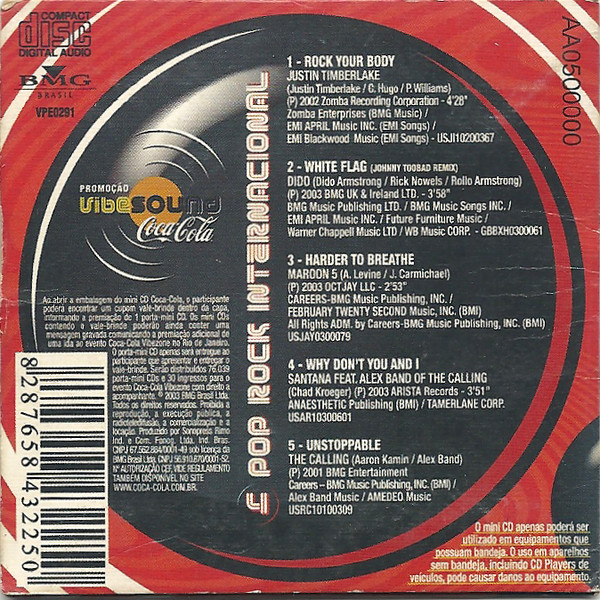 COMPACT
disc
DIGITAL AUDIO
BMG
BRASIL
VPE0291
AA0500000
PROMOÇÃO
vibesound
Coca-Cola
4 POP ROCK INTERNACIONAL
1 - ROCK YOUR BODY
JUSTIN TIMBERLAKE
(Justin Timberlake / C. Hugo / P. Williams)
(P) 2002 Zomba Recording Corporation - 4'28"
Zomba Enterprises (BMG Music) /
EMI APRIL Music INC. (EMI Songs) /
EMI Blackwood Music (EMI Songs) - USJI10200367
2 - WHITE FLAG (JOHNNY TOOBAD REMIX)
DIDO (Dido Armstrong / Rick Nowels / Rollo Armstrong)
(P) 2003 BMG UK & Ireland LTD. - 3'58"
BMG Music Publishing LTD. / BMG Music Songs INC. /
EMI APRIL Music INC. / Future Furniture Music /
Warner Chappell Music LTD / WB Music CORP. - GBBXH0300061
3 - HARDER TO BREATHE
MAROON 5 (A. Levine / J. Carmichael)
(P) 2003 OCTJAY LLC - 2'53"
CAREERS-BMG Music Publishing, INC. /
FEBRUARY TWENTY SECOND Music, INC. (BMI)
All Rights ADM. by Careers-BMG Music Publishing, INC. (BMI)
USJAY0300079
4 - WHY DON'T YOU AND I
SANTANA FEAT. ALEX BAND OF THE CALLING
(Chad Kroeger) (P) 2003 ARISTA Records - 3'51"
ANAESTHETIC Publishing (BMI) / TAMERLANE CORP.
USAR10300601
5 - UNSTOPPABLE
THE CALLING (Aaron Kamin / Alex Band)
(P) 2001 BMG Entertainment
Careers – BMG Music Publishing, INC. (BMI) /
Alex Band Music / AMEDEO Music
USRC10100309
Ao abrir a embalagem do mini CD Coca-Cola, o participante
poderá encontrar um cupom vale-brinde dentro da capa,
informando a premiação de 1 porta-mini CD. Os mini CDs
contendo o vale-brinde poderão ainda conter uma
mensagem gravada comunicando a premiação adicional de
uma ida ao evento Coca-Cola Vibezone no Rio de Janeiro.
O porta-mini CD apenas será entregue ao
participante que apresentar e entregar o
vale-brinde. Serão distribuídos 76.039
porta-mini CDs e 30 ingressos para o
evento Coca-Cola Vibezone com direito a
acompanhante. © 2003 BMG Brasil Ltda.
Todos os direitos reservados. Proibida a
reprodução, a execução pública, a
radioteledifusão, a comercialização e a
locação. Produzido por Sonopress Rimo
Ind. e Com. Fonog. Ltda. Ind. Bras.
CNPJ 67.562.884/0001-49 sob licença da
BMG Brasil Ltda. CNPJ 56.910.870/0001-52.
Nº AUTORIZAÇÃO CEF, VIDE REGULAMENTO
TAMBÉM DISPONÍVEL NO SITE
WWW.COCA-COLA.COM.BR.
828765843225​0
O mini CD apenas poderá ser
utilizado em equipamentos que
possuam bandeja. O uso em aparelhos
sem bandeja, incluindo CD Players de
veículos, pode causar danos ao equipamento.